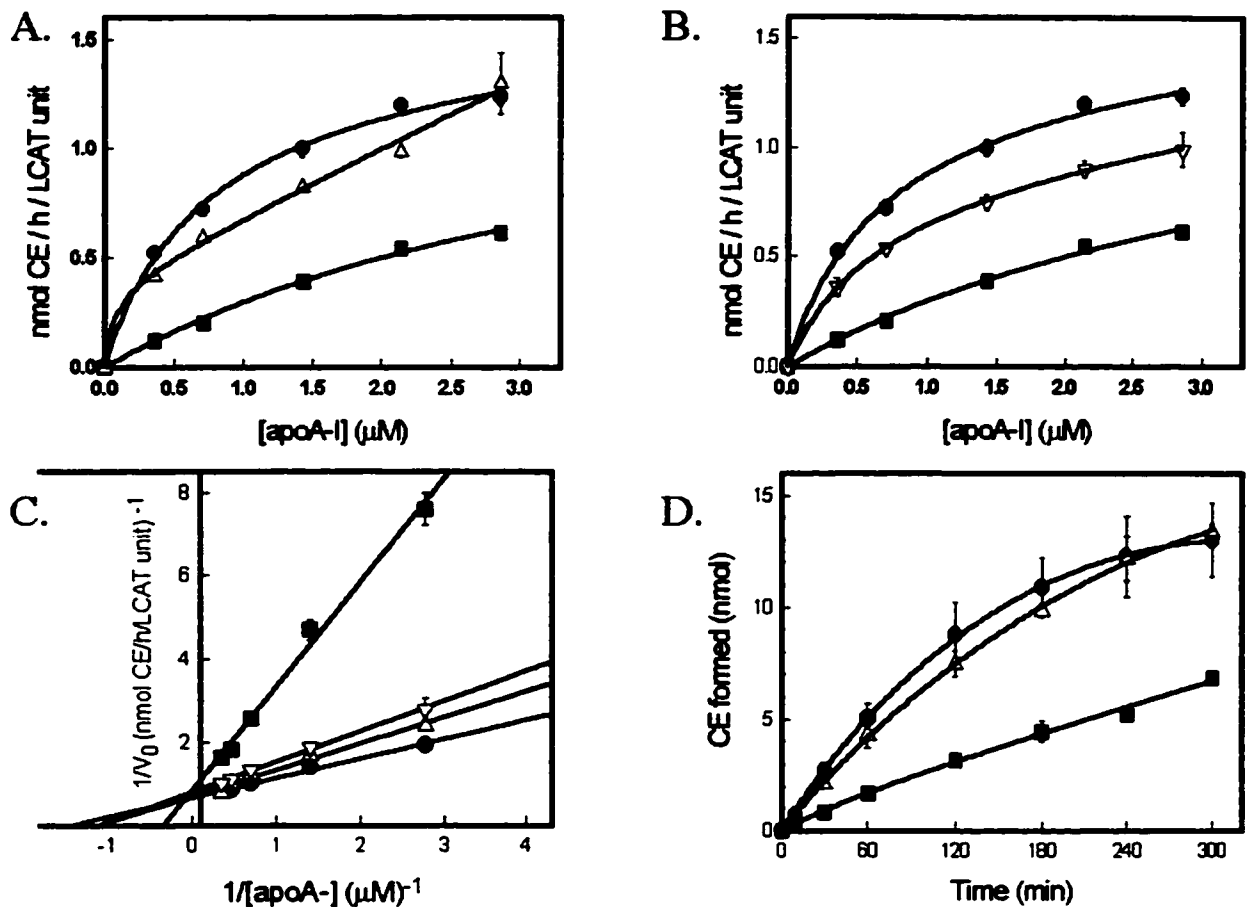 A.
nmol CE / h / LCAT unit
1.5
1.0
0.5
0.0
0.0 0.5 1.0 1.5 2.0 2.5 3.0
[apoA-I] (μM)
B.
nmol CE / h / LCAT unit
1.5
1.0
0.5
0.0
0.0 0.5 1.0 1.5 2.0 2.5 3.0
[apoA-I] (μM)
C.
1/V0 (nmol CE/h/LCAT unit)-1
8
6
4
2
-1 0 1 2 3 4
1/[apoA-] (μM)-1
D.
CE formed (nmol)
15
10
5
0
0 60 120 180 240 300
Time (min)